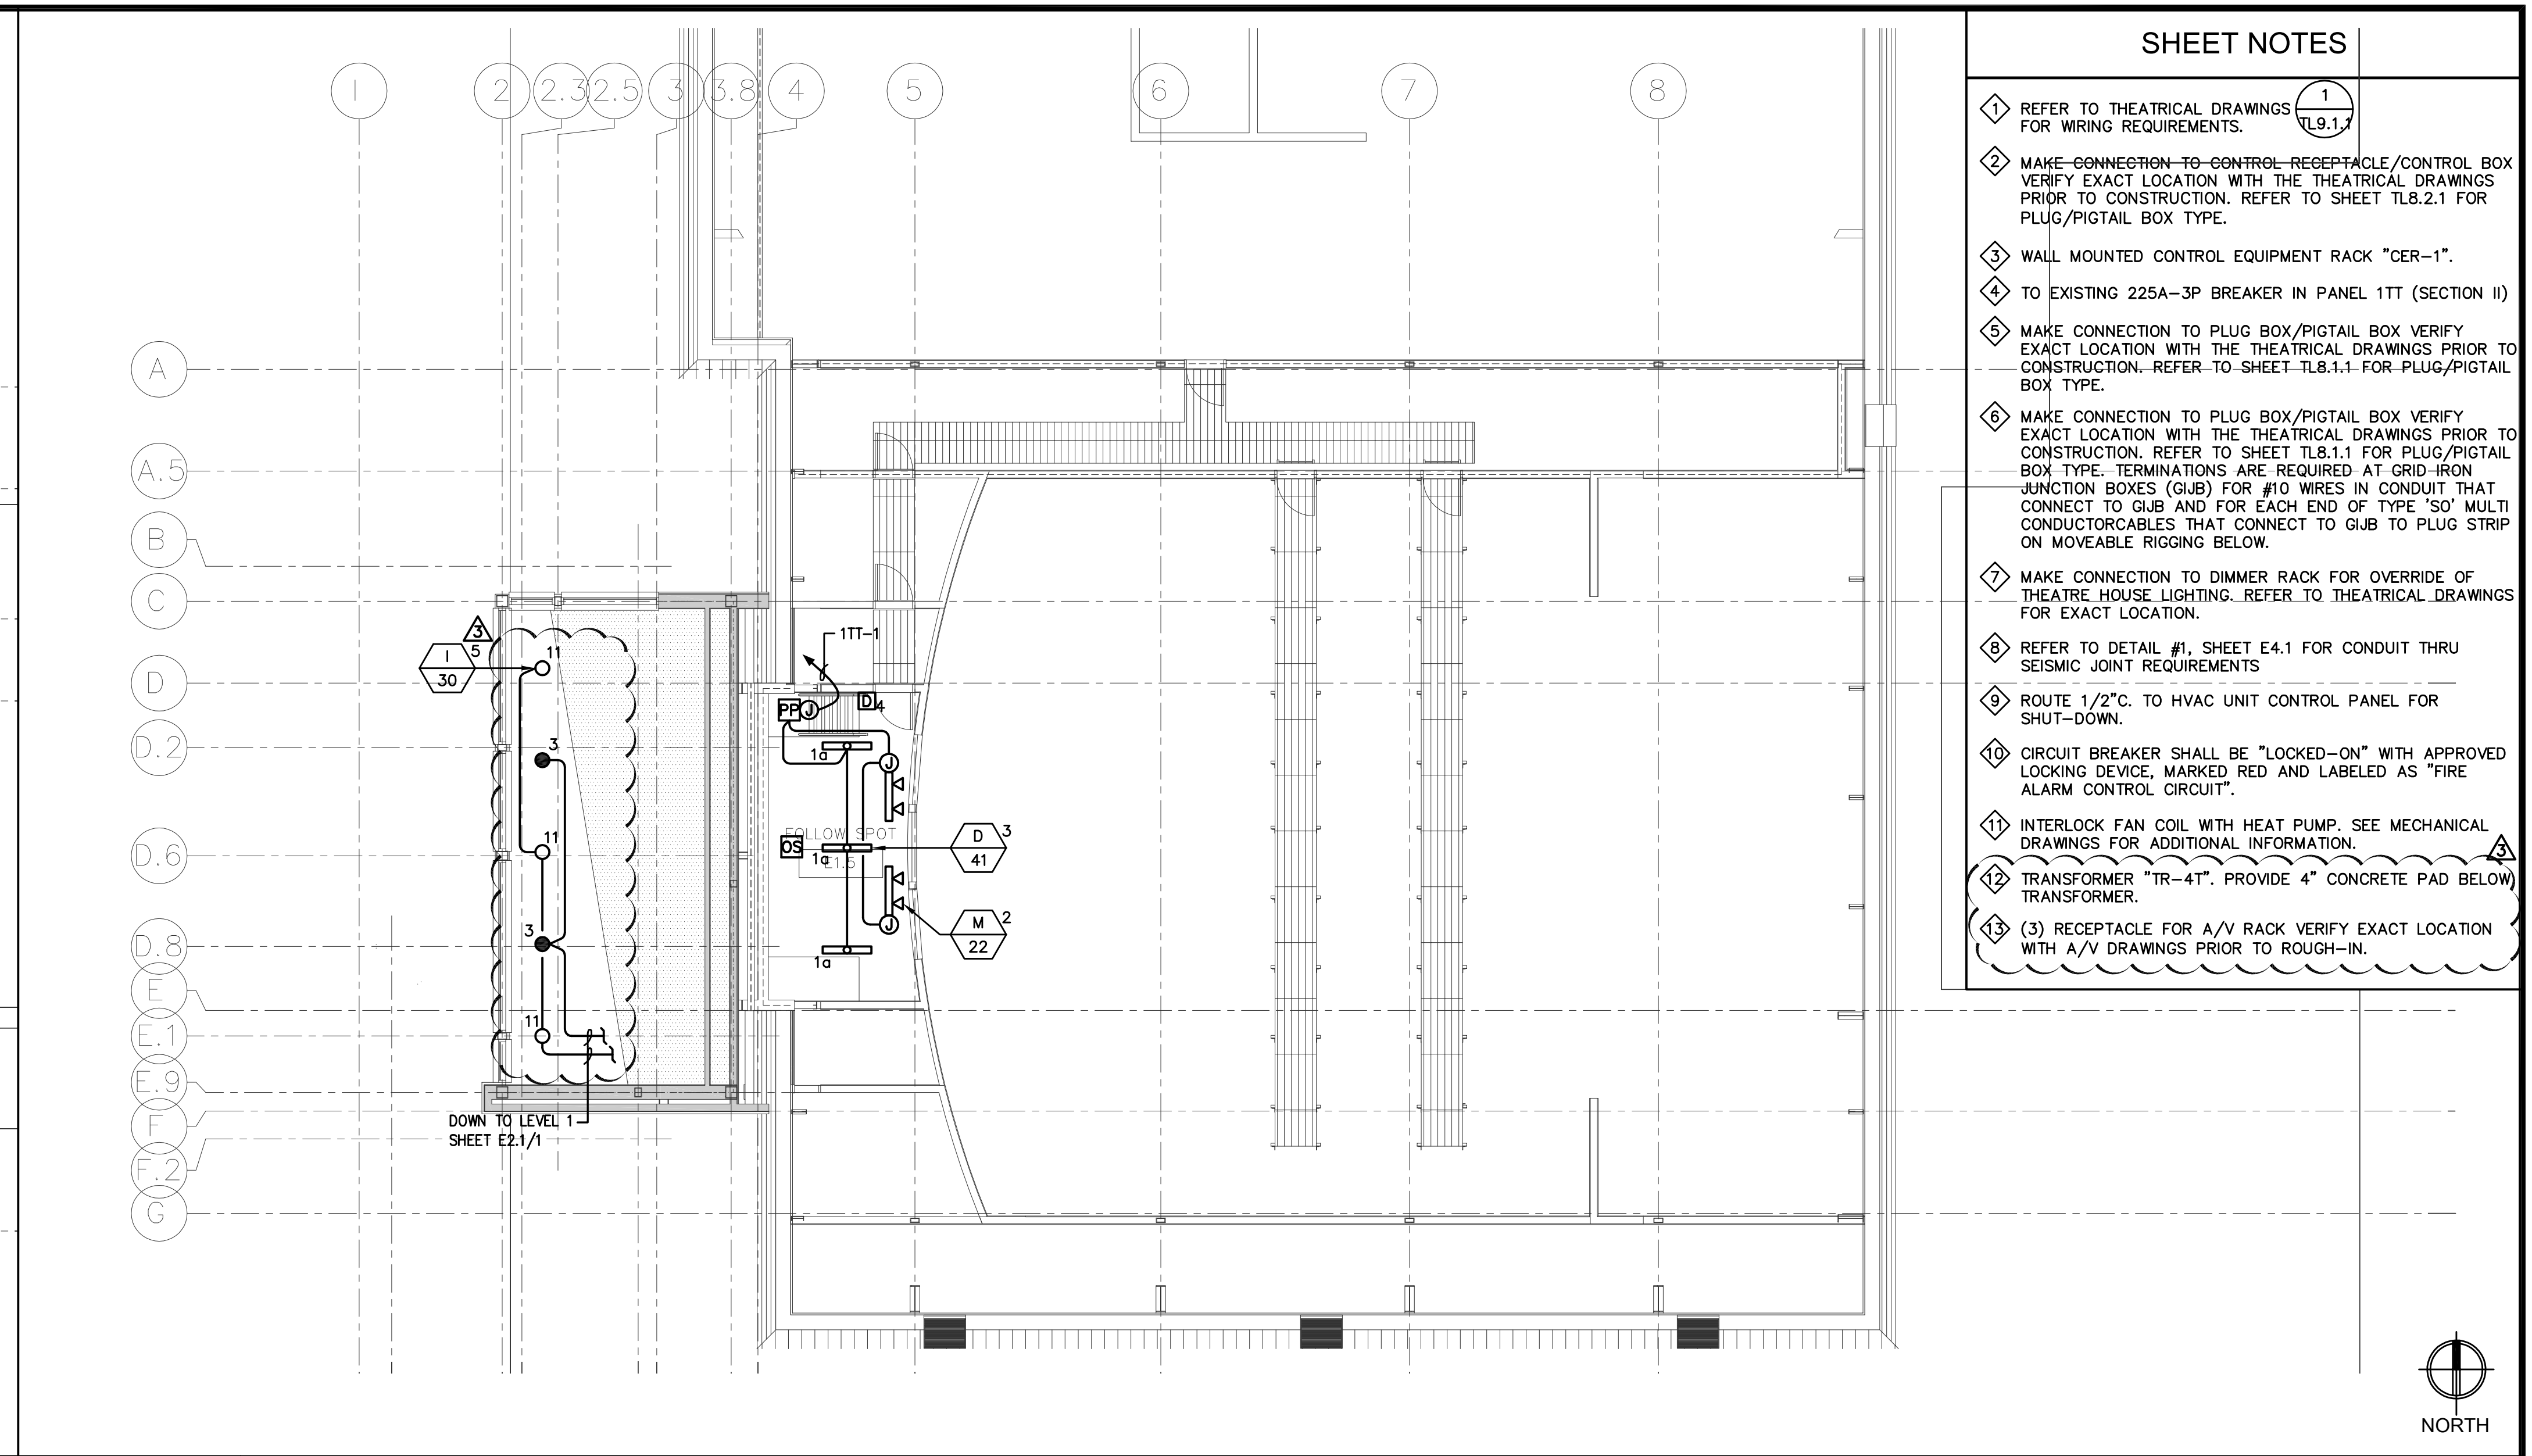 1
2
2.3
2.5
3
3.8
4
5
6
7
8
A
A.5
B
C
D
D.2
D.6
D.8
E
E.1
E.9
F
F.2
G
3
I
5
30
11
3
11
3
11
DOWN TO LEVEL 1
SHEET E2.1/1
1TT-1
PP
J
D
4
1a
J
FOLLOW SPOT
E1.5
OS
1a
D
3
41
M
2
22
J
1a
SHEET NOTES
1 REFER TO THEATRICAL DRAWINGS
FOR WIRING REQUIREMENTS.
1
TL9.1.1
2 MAKE CONNECTION TO CONTROL RECEPTACLE/CONTROL BOX
VERIFY EXACT LOCATION WITH THE THEATRICAL DRAWINGS
PRIOR TO CONSTRUCTION. REFER TO SHEET TL8.2.1 FOR
PLUG/PIGTAIL BOX TYPE.
3 WALL MOUNTED CONTROL EQUIPMENT RACK "CER-1".
4 TO EXISTING 225A-3P BREAKER IN PANEL 1TT (SECTION II)
5 MAKE CONNECTION TO PLUG BOX/PIGTAIL BOX VERIFY
EXACT LOCATION WITH THE THEATRICAL DRAWINGS PRIOR TO
CONSTRUCTION. REFER TO SHEET TL8.1.1 FOR PLUG/PIGTAIL
BOX TYPE.
6 MAKE CONNECTION TO PLUG BOX/PIGTAIL BOX VERIFY
EXACT LOCATION WITH THE THEATRICAL DRAWINGS PRIOR TO
CONSTRUCTION. REFER TO SHEET TL8.1.1 FOR PLUG/PIGTAIL
BOX TYPE. TERMINATIONS ARE REQUIRED AT GRID IRON
JUNCTION BOXES (GIJB) FOR #10 WIRES IN CONDUIT THAT
CONNECT TO GIJB AND FOR EACH END OF TYPE 'SO' MULTI
CONDUCTORCABLES THAT CONNECT TO GIJB TO PLUG STRIP
ON MOVEABLE RIGGING BELOW.
7 MAKE CONNECTION TO DIMMER RACK FOR OVERRIDE OF
THEATRE HOUSE LIGHTING. REFER TO THEATRICAL DRAWINGS
FOR EXACT LOCATION.
8 REFER TO DETAIL #1, SHEET E4.1 FOR CONDUIT THRU
SEISMIC JOINT REQUIREMENTS
9 ROUTE 1/2"C. TO HVAC UNIT CONTROL PANEL FOR
SHUT-DOWN.
10 CIRCUIT BREAKER SHALL BE "LOCKED-ON" WITH APPROVED
LOCKING DEVICE, MARKED RED AND LABELED AS "FIRE
ALARM CONTROL CIRCUIT".
11 INTERLOCK FAN COIL WITH HEAT PUMP. SEE MECHANICAL
DRAWINGS FOR ADDITIONAL INFORMATION.
3
12 TRANSFORMER "TR-4T". PROVIDE 4" CONCRETE PAD BELOW
TRANSFORMER.
13 (3) RECEPTACLE FOR A/V RACK VERIFY EXACT LOCATION
WITH A/V DRAWINGS PRIOR TO ROUGH-IN.
NORTH